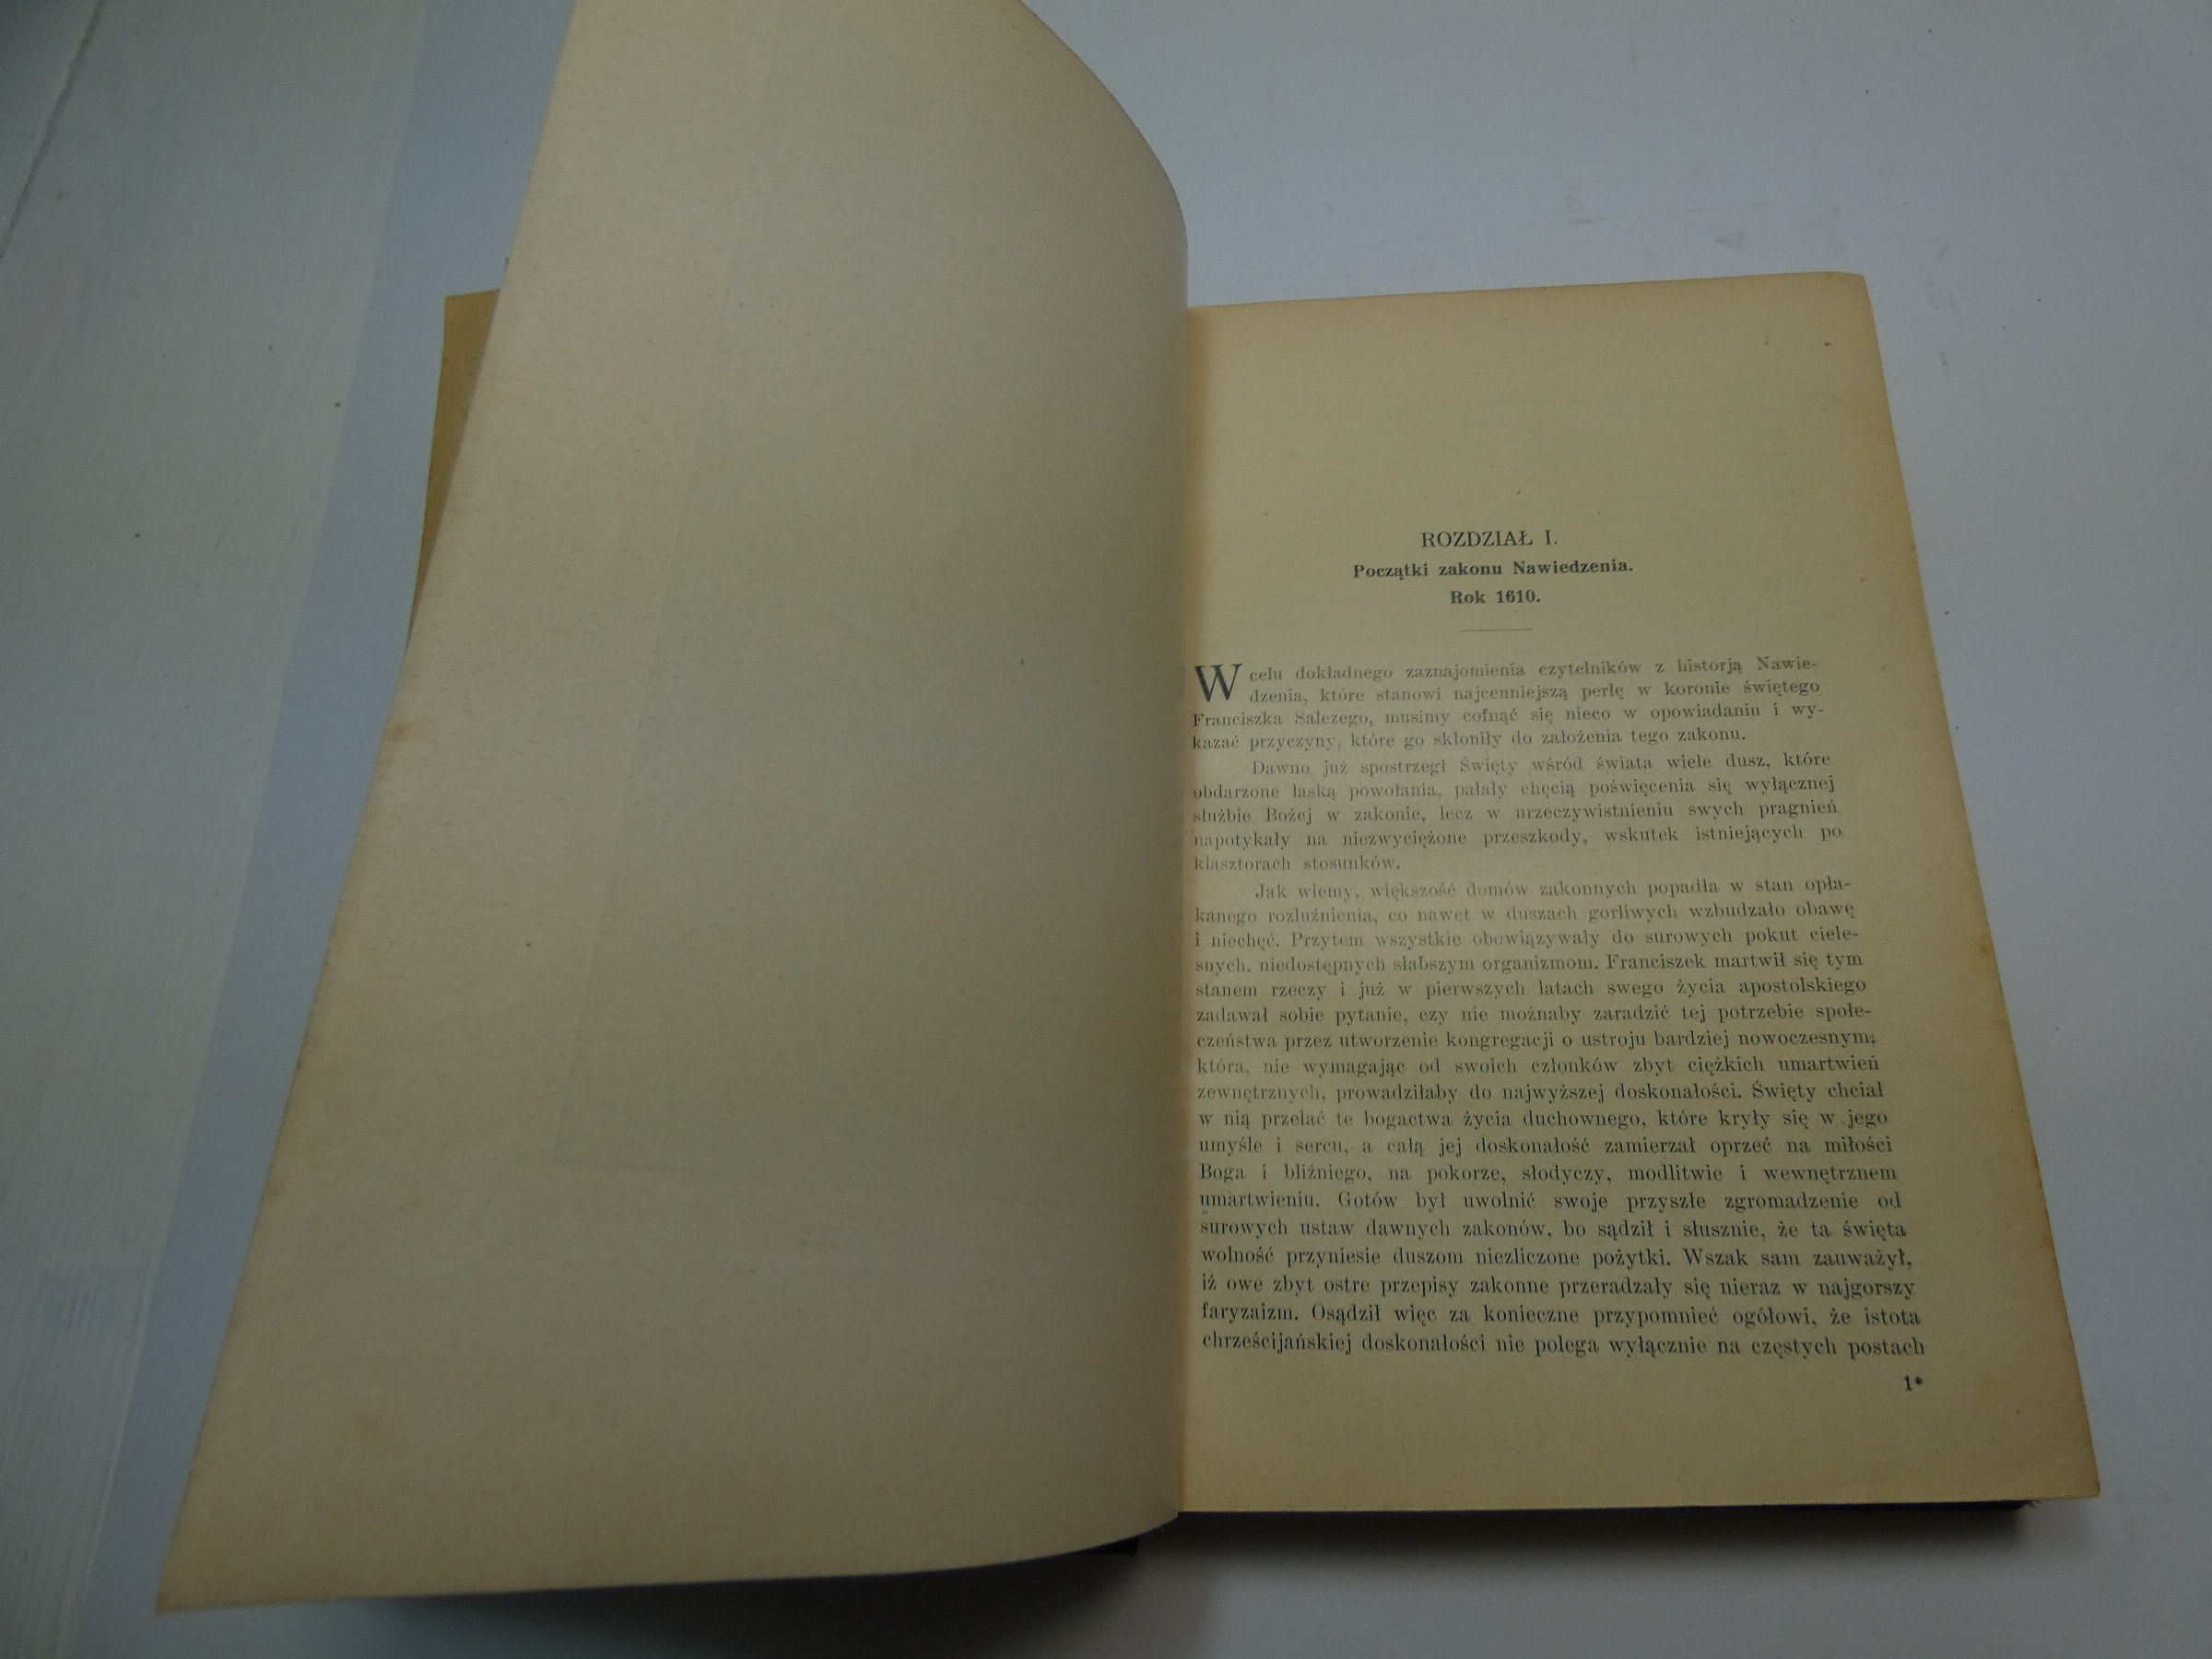 ROZDZIAŁ I.
Początki zakonu Nawiedzenia.
Rok 1610.
W celu dokładnego zaznajomienia czytelników z historją Nawie-
dzenia, które stanowi najcenniejszą perłę w koronie świętego
Franciszka Salezego, musimy cofnąć się nieco w opowiadaniu i wy-
kazać przyczyny, które go skłoniły do założenia tego zakonu.
Dawno już spostrzegł Święty wśród świata wiele dusz, które
obdarzone łaską powołania, pałały chęcią poświęcenia się wyłącznej
służbie Bożej w zakonie, lecz w urzeczywistnieniu swych pragnień
napotykały na niezwyciężone przeszkody, wskutek istniejących po
klasztorach stosunków.
Jak wiemy, większość domów zakonnych popadła w stan opła-
kanego rozluźnienia, co nawet w duszach gorliwych wzbudzało obawę
i niechęć. Przytem wszystkie obowiązywały do surowych pokut ciele-
snych, niedostępnych słabszym organizmom. Franciszek martwił się tym
stanem rzeczy i już w pierwszych latach swego życia apostolskiego
zadawał sobie pytanie, czy nie możnaby zaradzić tej potrzebie społe-
czeństwa przez utworzenie kongregacji o ustroju bardziej nowoczesnym,
która, nie wymagając od swoich członków zbyt ciężkich umartwień
zewnętrznych, prowadziłaby do najwyższej doskonałości. Święty chciał
w nią przelać te bogactwa życia duchownego, które kryły się w jego
umyśle i sercu, a całą jej doskonałość zamierzał oprzeć na miłości
Boga i bliźniego, na pokorze, słodyczy, modlitwie i wewnętrznem
umartwieniu. Gotów był uwolnić swoje przyszłe zgromadzenie od
surowych ustaw dawnych zakonów, bo sądził i słusznie, że ta święta
wolność przyniesie duszom niezliczone pożytki. Wszak sam zauważył,
iż owe zbyt ostre przepisy zakonne przeradzały się nieraz w najgorszy
faryzaizm. Osądził więc za konieczne przypomnieć ogółowi, że istota
chrześcijańskiej doskonałości nie polega wyłącznie na częstych postach
1*